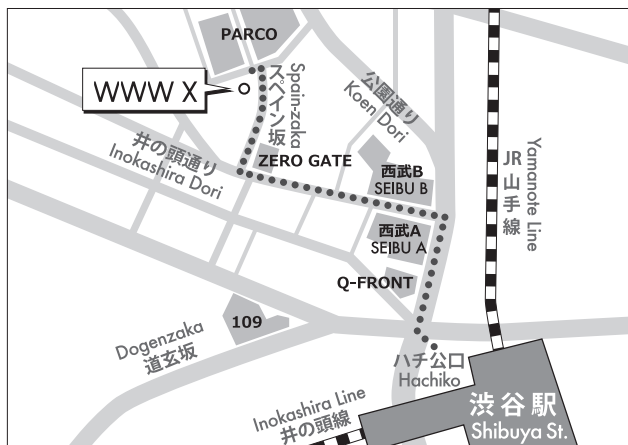 PARCO
WWW X
スペイン坂
Spain-zaka
公園通り
Koen Dori
井の頭通り
Inokashira Dori
ZERO GATE
西武B
SEIBU B
西武A
SEIBU A
Q-FRONT
JR山手線
Yamanote Line
109
Dogenzaka
道玄坂
ハチ公口
Hachiko
Inokashira Line
井の頭線
渋谷駅
Shibuya St.